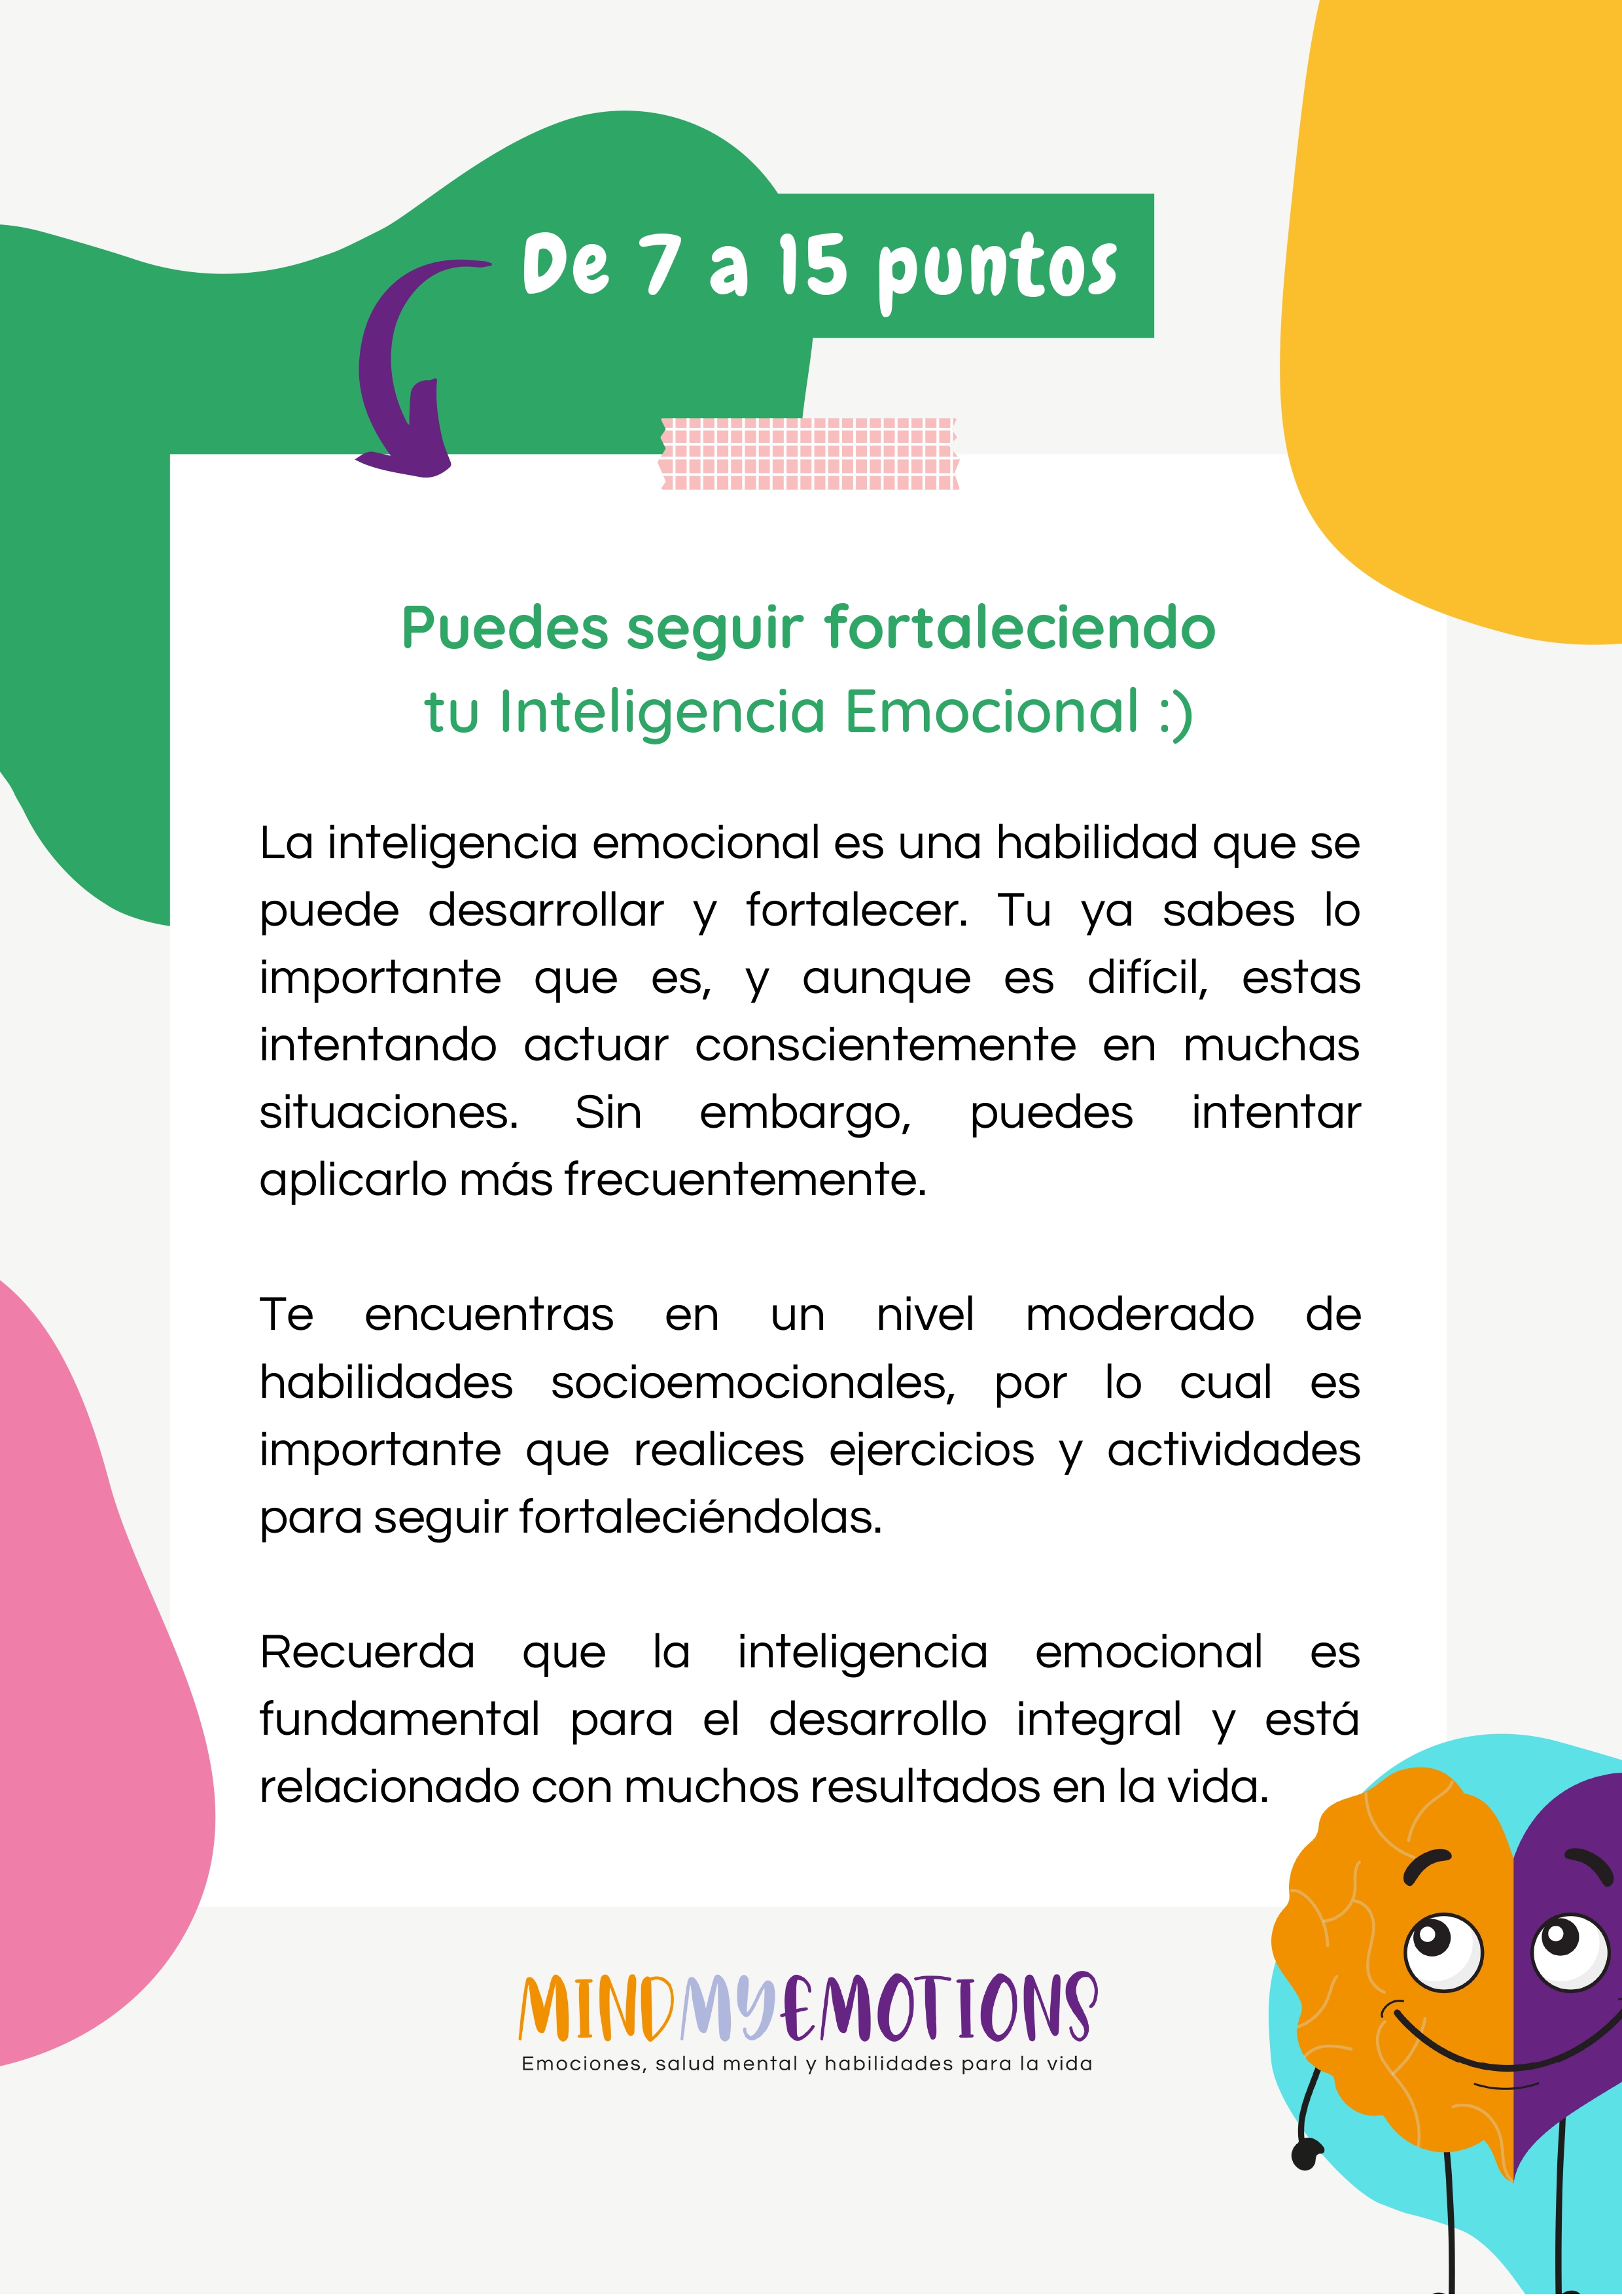 De 7 a 15 puntos
Puedes seguir fortaleciendo
tu Inteligencia Emocional :)
La inteligencia emocional es una habilidad que se
puede desarrollar y fortalecer. Tu ya sabes lo
importante que es, y aunque es difícil, estas
intentando actuar conscientemente en muchas
situaciones. Sin embargo, puedes intentar
aplicarlo más frecuentemente.
Te encuentras en un nivel moderado de
habilidades socioemocionales, por lo cual es
importante que realices ejercicios y actividades
para seguir fortaleciéndolas.
Recuerda que la inteligencia emocional es
fundamental para el desarrollo integral y está
relacionado con muchos resultados en la vida.
MINDMYEMOTIONS
Emociones, salud mental y habilidades para la vida